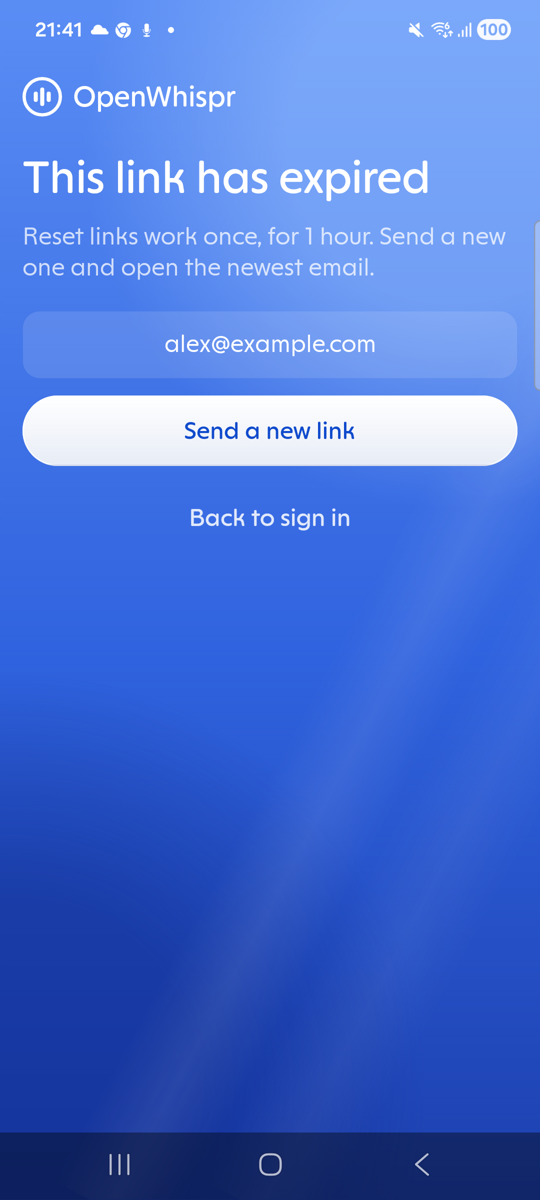 21:41
100
OpenWhispr
This link has expired
Reset links work once, for 1 hour. Send a new
one and open the newest email.
alex@example.com
Send a new link
Back to sign in